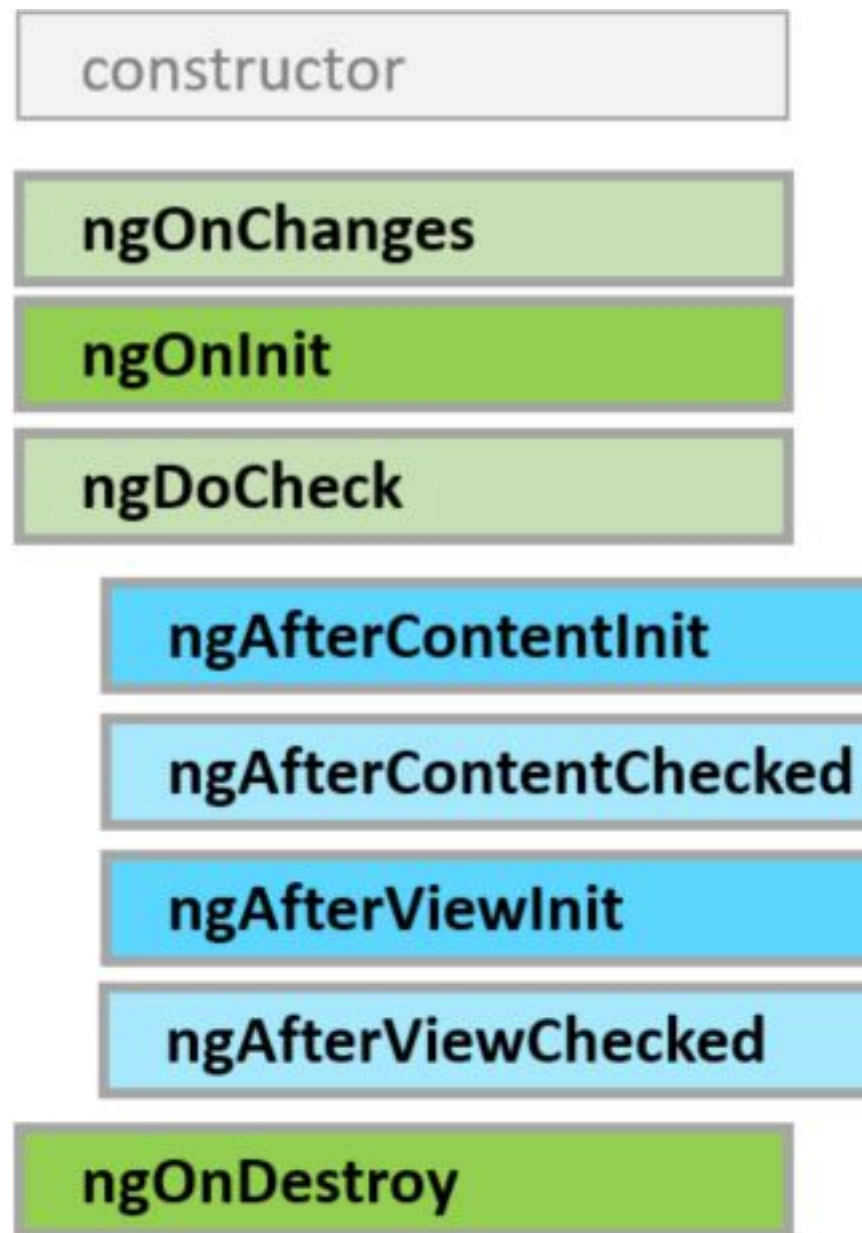 constructor
ngOnChanges
ngOnInit
ngDoCheck
ngAfterContentInit
ngAfterContentChecked
ngAfterViewInit
ngAfterViewChecked
ngOnDestroy